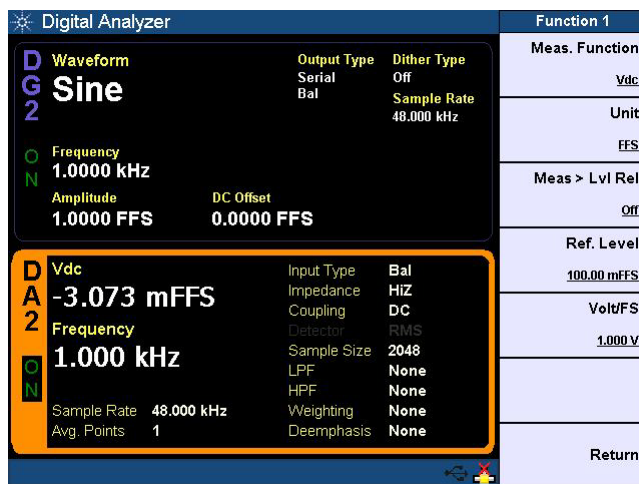 Digital Analyzer
Function 1
DG2
ON
Waveform
Sine
Output Type
Serial
Bal
Dither Type
Off
Sample Rate
48.000 kHz
Frequency
1.0000 kHz
Amplitude
1.0000 FFS
DC Offset
0.0000 FFS
DA2
ON
Vdc
-3.073 mFFS
Frequency
1.000 kHz
Sample Rate 48.000 kHz
Avg. Points 1
Input Type Bal
Impedance HiZ
Coupling DC
Detector RMS
Sample Size 2048
LPF None
HPF None
Weighting None
Deemphasis None
Meas. Function
Vdc
Unit
FFS
Meas > Lvl Rel
Off
Ref. Level
100.00 mFFS
Volt/FS
1.000 V
Return